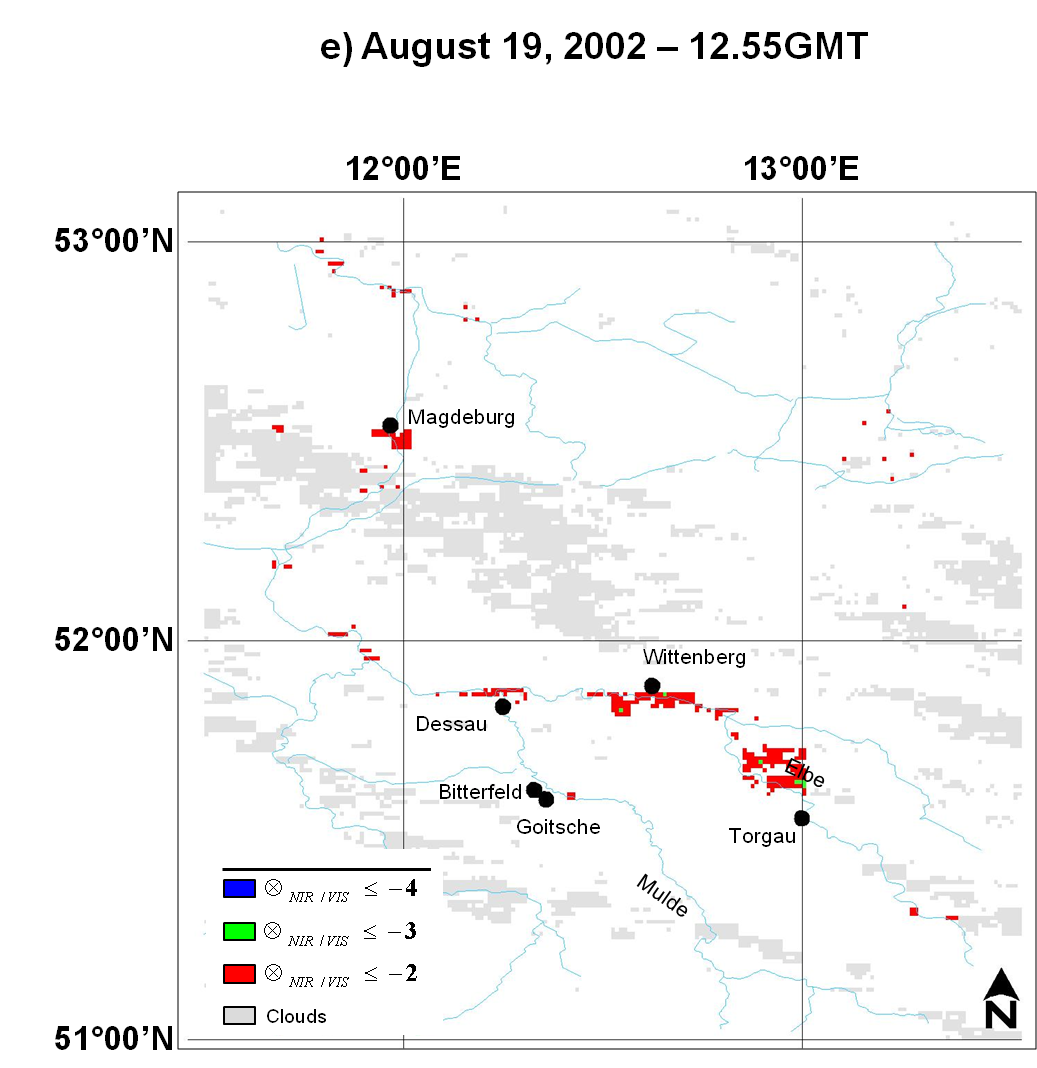 e) August 19, 2002 – 12.55GMT
12°00’E
13°00’E
53°00’N
Magdeburg
52°00’N
Wittenberg
Dessau
Elbe
Bitterfeld
Goitsche
Torgau
Mulde
⊗ NIR / VIS ≤ −4
⊗ NIR / VIS ≤ −3
⊗ NIR / VIS ≤ −2
Clouds
N
51°00’N